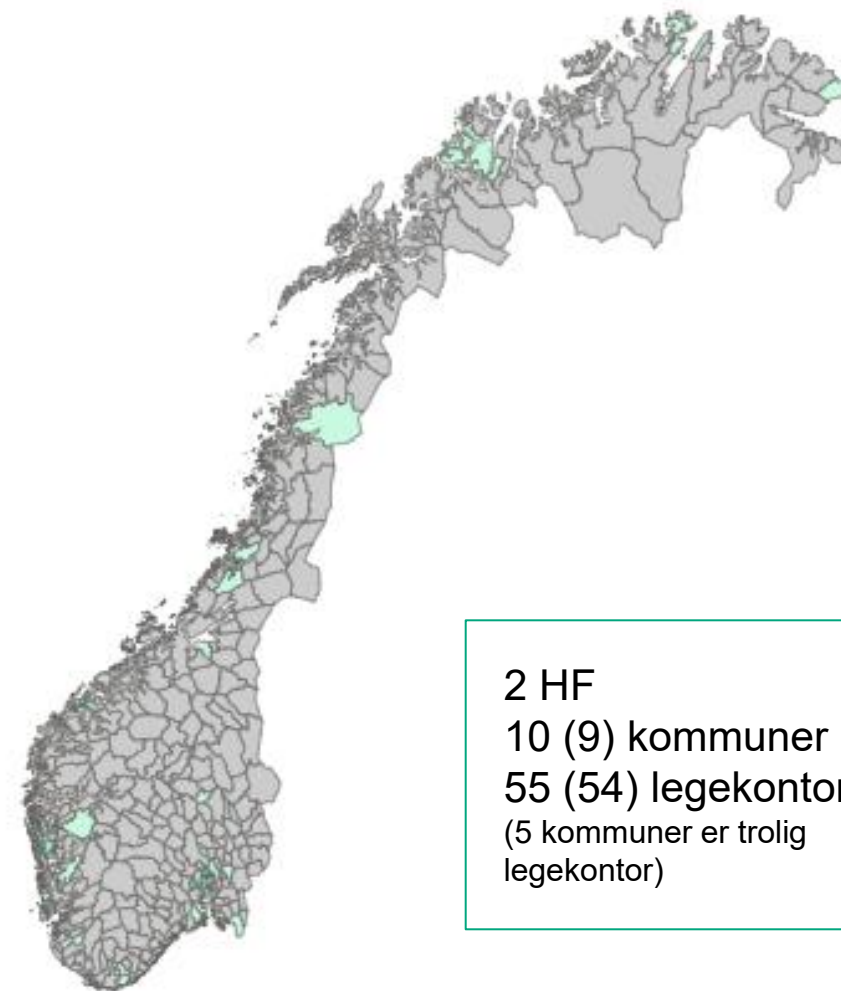 2 HF
10 (9) kommuner
55 (54) legekontor
(5 kommuner er trolig
legekontor)